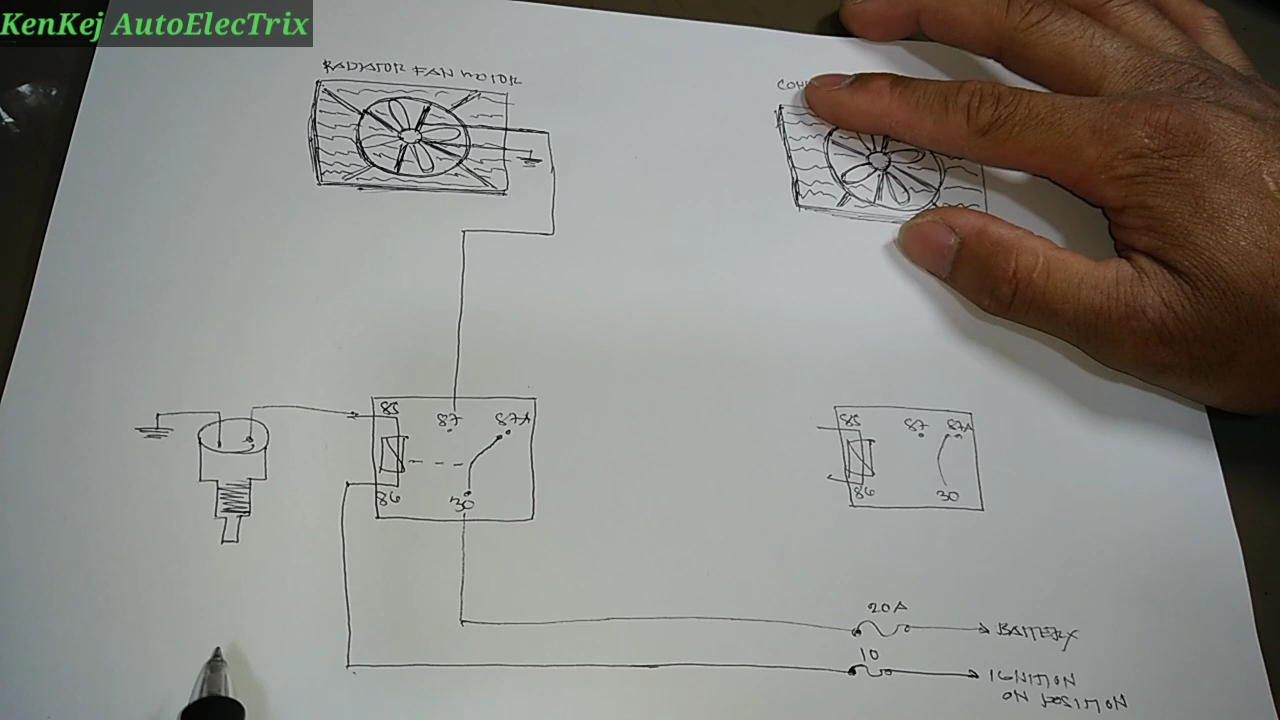 KenKej AutoElecTrix
RADIATOR FAN MOTOR
85
87
87A
86
30
85
87
87A
86
30
20A
BATTERY
10
IGNITION
ON POSITION